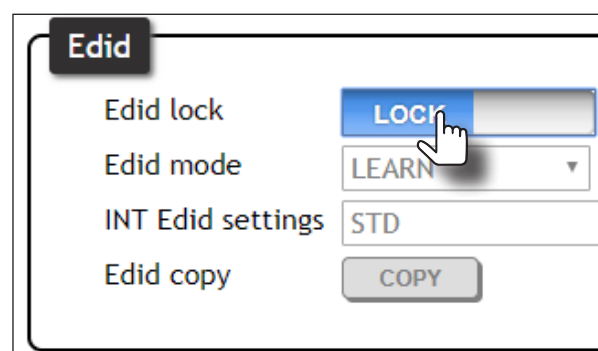 Edid
Edid lock LOCK
Edid mode LEARN
INT Edid settings STD
Edid copy COPY